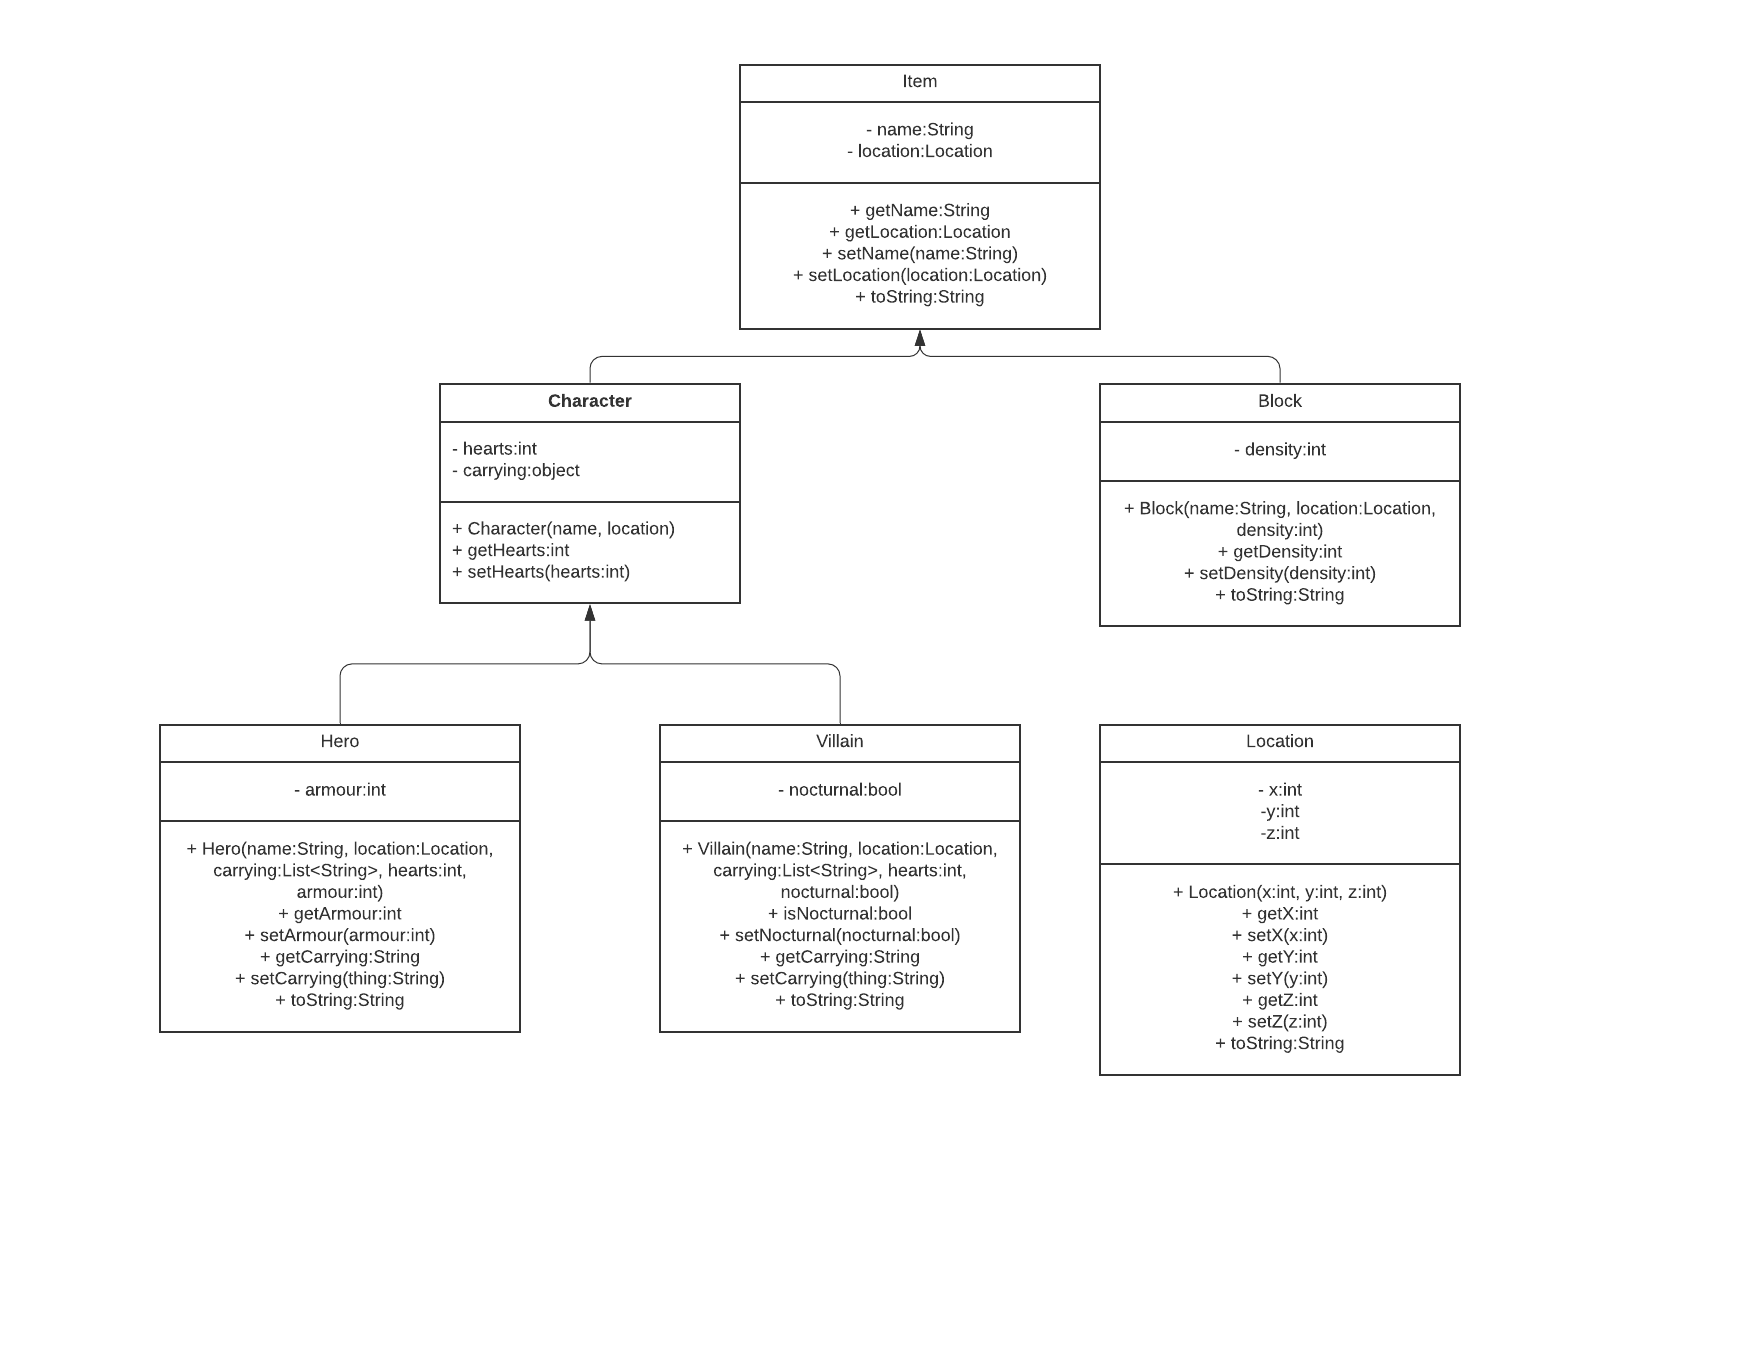 Item
- name:String
- location:Location
+ getName:String
+ getLocation:Location
+ setName(name:String)
+ setLocation(location:Location)
+ toString:String
Character
- hearts:int
- carrying:object
+ Character(name, location)
+ getHearts:int
+ setHearts(hearts:int)
Block
- density:int
+ Block(name:String, location:Location,
density:int)
+ getDensity:int
+ setDensity(density:int)
+ toString:String
Hero
- armour:int
+ Hero(name:String, location:Location,
carrying:List<String>, hearts:int,
armour:int)
+ getArmour:int
+ setArmour(armour:int)
+ getCarrying:String
+ setCarrying(thing:String)
+ toString:String
Villain
- nocturnal:bool
+ Villain(name:String, location:Location,
carrying:List<String>, hearts:int,
nocturnal:bool)
+ isNocturnal:bool
+ setNocturnal(nocturnal:bool)
+ getCarrying:String
+ setCarrying(thing:String)
+ toString:String
Location
- x:int
-y:int
-z:int
+ Location(x:int, y:int, z:int)
+ getX:int
+ setX(x:int)
+ getY:int
+ setY(y:int)
+ getZ:int
+ setZ(z:int)
+ toString:String